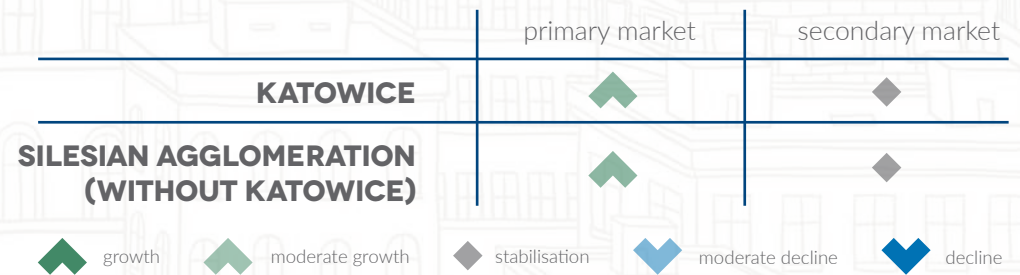 primary market secondary market
KATOWICE
SILESIAN AGGLOMERATION
(WITHOUT KATOWICE)
growth moderate growth stabilisation moderate decline decline